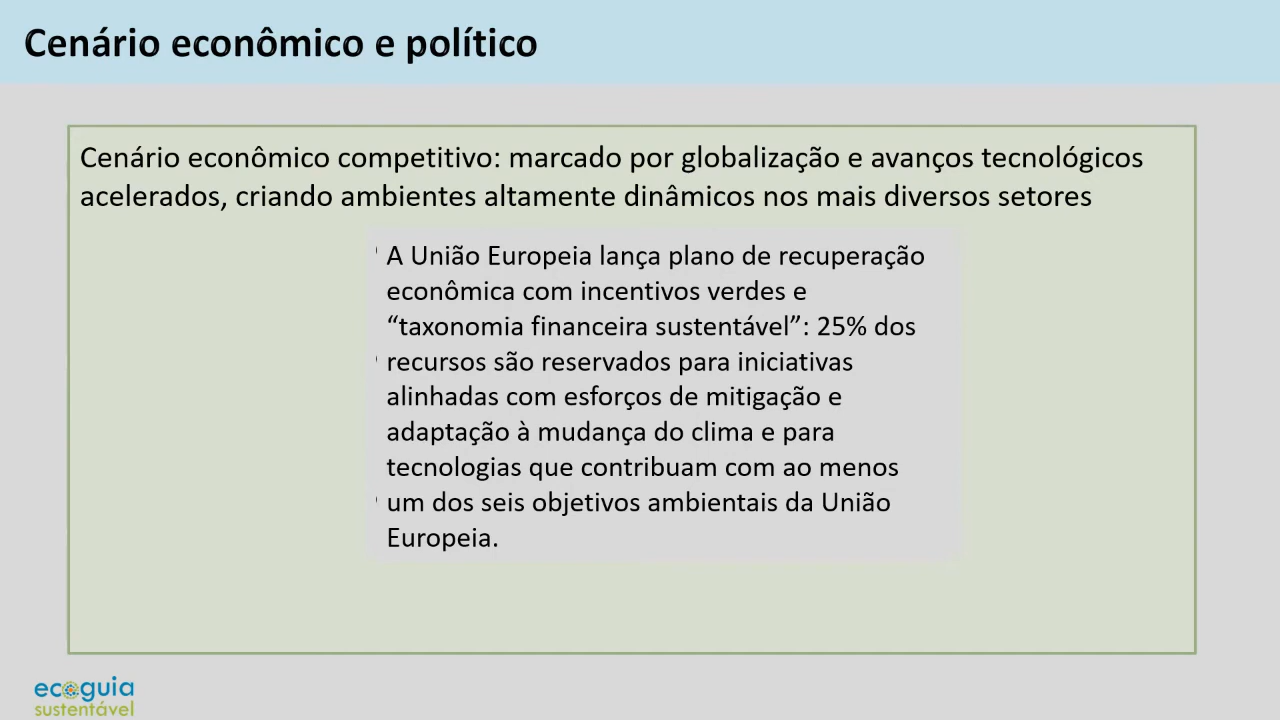 Cenário econômico e político
Cenário econômico competitivo: marcado por globalização e avanços tecnológicos
acelerados, criando ambientes altamente dinâmicos nos mais diversos setores
A União Europeia lança plano de recuperação
econômica com incentivos verdes e
“taxonomia financeira sustentável”: 25% dos
recursos são reservados para iniciativas
alinhadas com esforços de mitigação e
adaptação à mudança do clima e para
tecnologias que contribuam com ao menos
um dos seis objetivos ambientais da União
Europeia.
ecoguia
sustentável